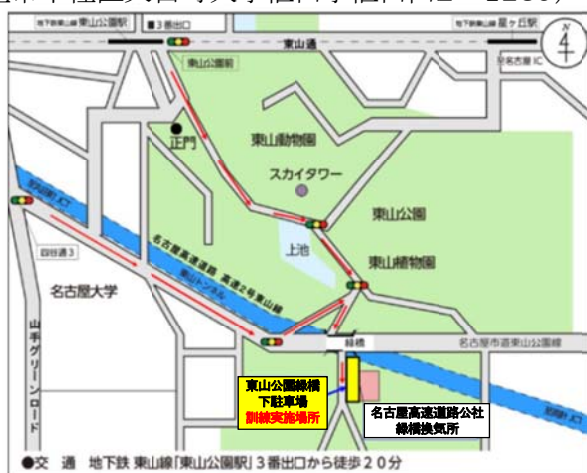 地下鉄東山線 東山公園駅
■3番出口
地下鉄東山線 星ヶ丘駅
N
東山通
至名古屋IC
東山公園前
正門
東山動物園
スカイタワー
東山公園
上池
東山植物園
四谷通3
名古屋高速道路 高速2号東山線
東山トンネル
名古屋大学
緑橋
名古屋市道東山公園線
山手グリーンロード
東山公園緑橋
下駐車場
訓練実施場所
名古屋高速道路公社
緑橋換気所
●交 通 地下鉄 東山線「東山公園駅」3番出口から徒歩20分